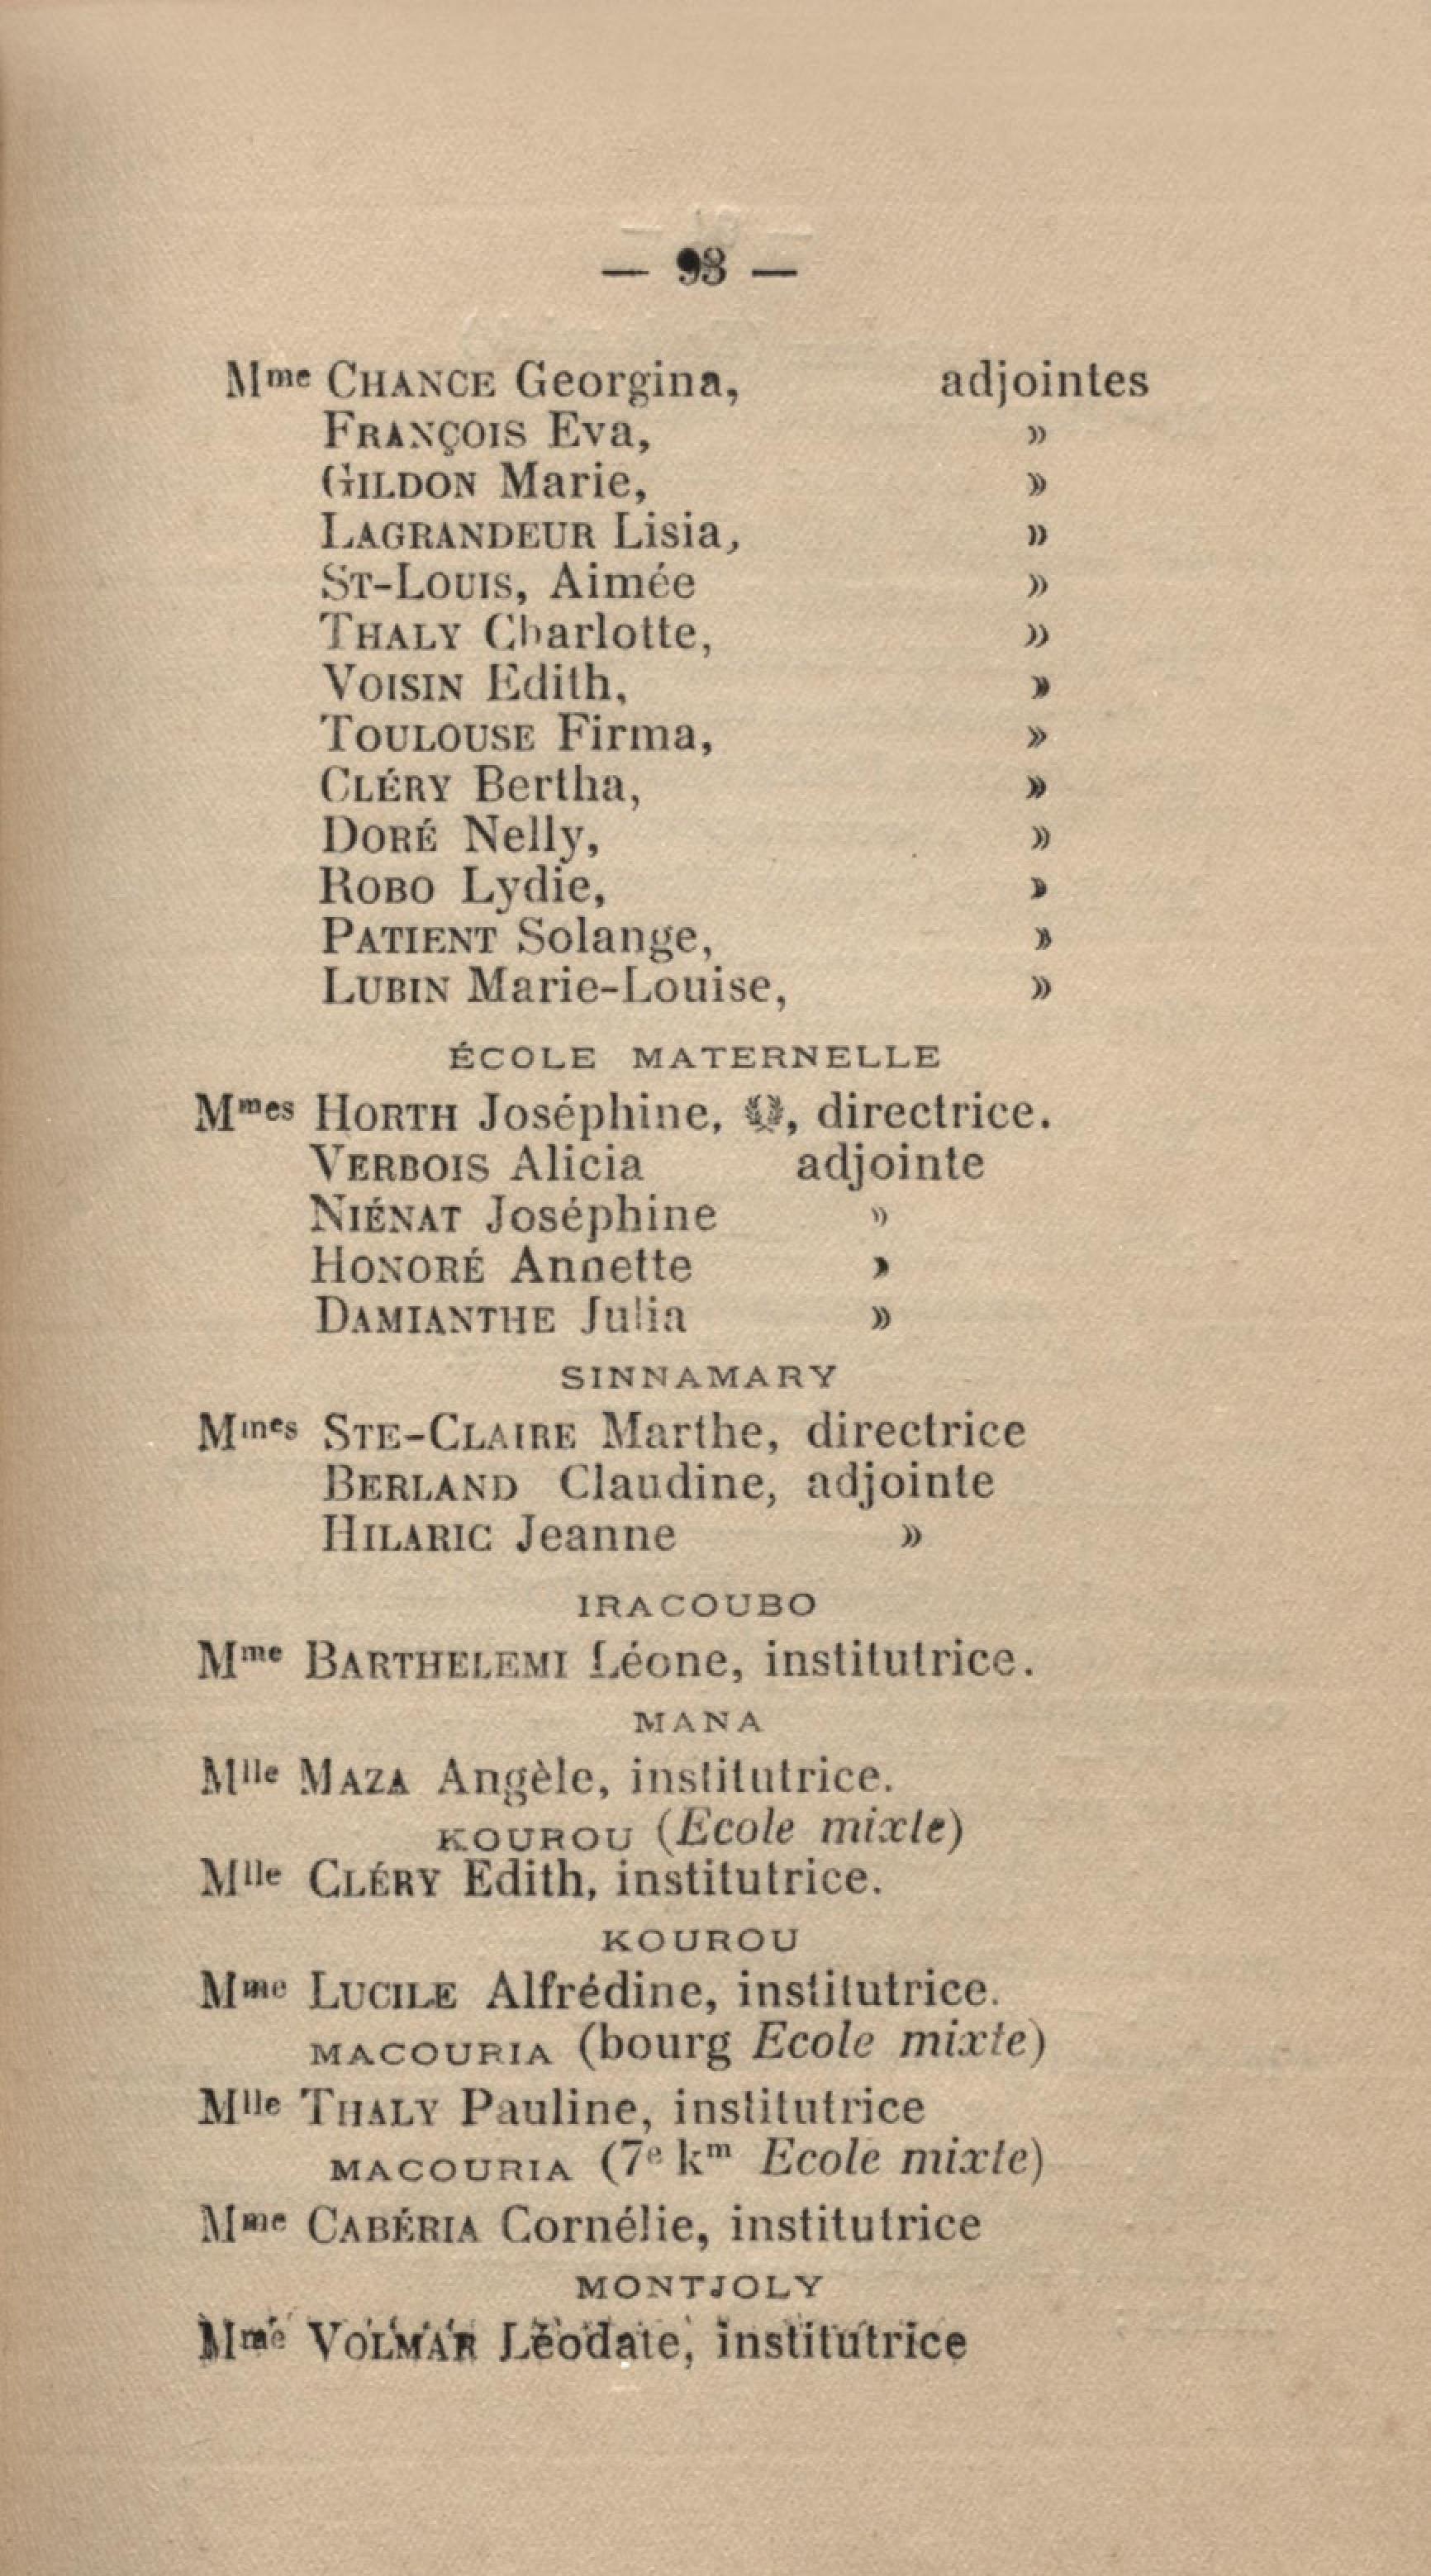 — 93 —
Mme CHANCE Georgina, adjointes
FRANÇOIS Eva, »
GILDON Marie, »
LAGRANDEUR Lisia, »
ST-LOUIS, Aimée »
THALY Charlotte, »
VOISIN Edith, »
TOULOUSE Firma, »
CLÉRY Bertha, »
DORÉ Nelly, »
ROBO Lydie, »
PATIENT Solange, »
LUBIN Marie-Louise, »
ÉCOLE MATERNELLE
Mmes HORTH Joséphine, , directrice.
VERBOIS Alicia adjointe
NIÉNAT Joséphine »
HONORÉ Annette »
DAMIANTHE Julia »
SINNAMARY
Mmes STE-CLAIRE Marthe, directrice
BERLAND Claudine, adjointe
HILARIC Jeanne »
IRACOUBO
Mme BARTHELEMI Léone, institutrice.
MANA
Mlle MAZA Angèle, institutrice.
KOUROU (Ecole mixte)
Mlle CLÉRY Edith, institutrice.
KOUROU
Mme LUCILE Alfrédine, institutrice.
MACOURIA (bourg Ecole mixte)
Mlle THALY Pauline, institutrice
MACOURIA (7e km Ecole mixte)
Mme CABÉRIA Cornélie, institutrice
MONTJOLY
Mme VOLMAR Léodate, institutrice